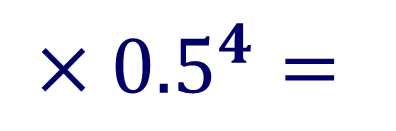 × 0.5⁴ =